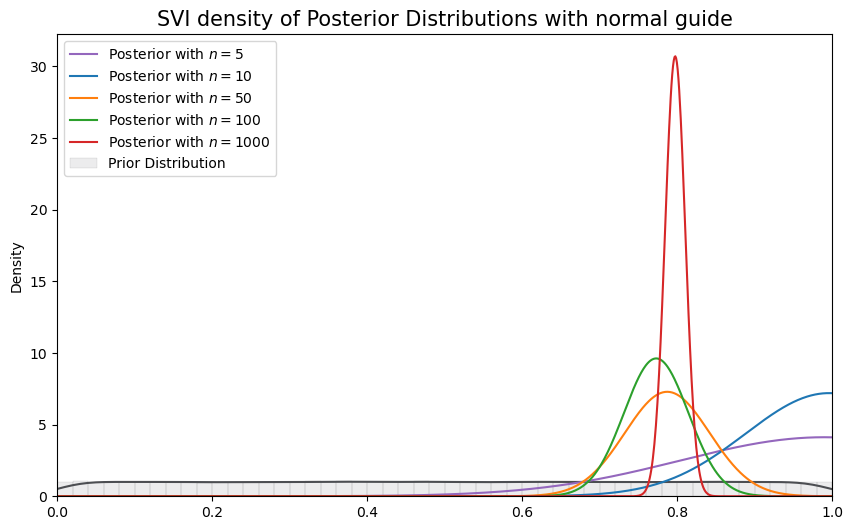 SVI density of Posterior Distributions with normal guide
Posterior with n = 5
Posterior with n = 10
Posterior with n = 50
Posterior with n = 100
Posterior with n = 1000
Prior Distribution
Density
30
25
20
15
10
5
0
0.0 0.2 0.4 0.6 0.8 1.0